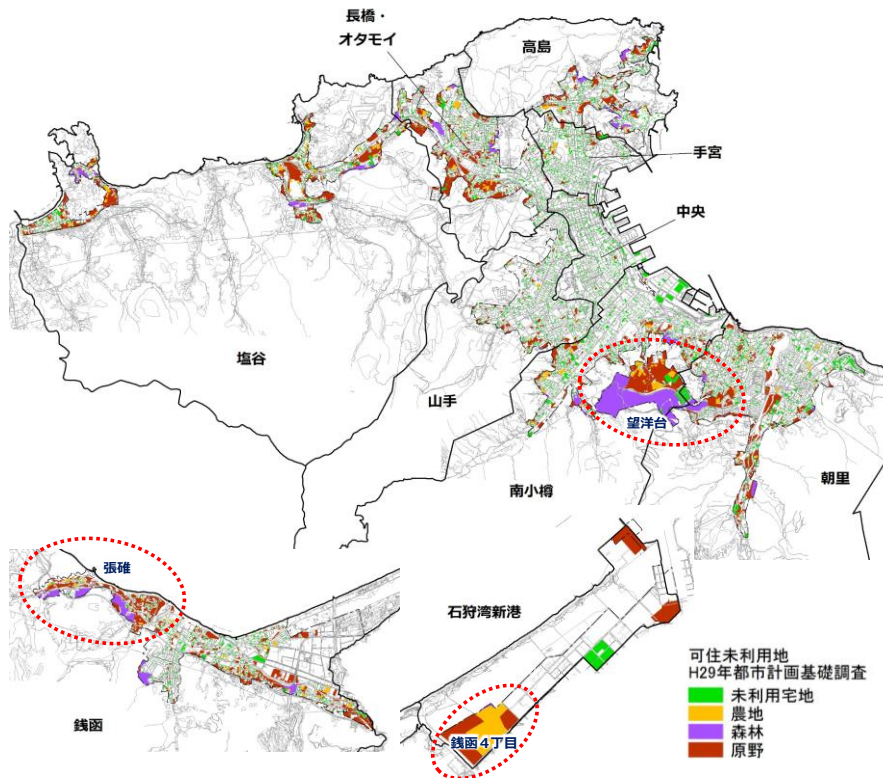 長橋・
オタモイ
高島
手宮
中央
塩谷
山手
望洋台
南小樽
朝里
張碓
銭函
石狩湾新港
銭函4丁目
可住未利用地
H29年都市計画基礎調査
未利用宅地
農地
森林
原野